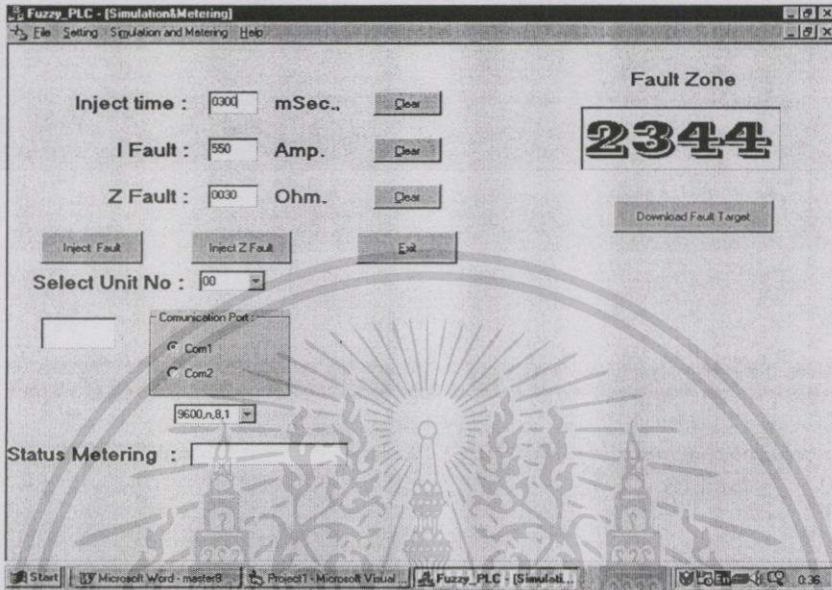 Fuzzy_PLC - [Simulation&Metering]
File Setting Simulation and Metering Help
Fault Zone
Inject time : 0300 mSec., Clear
2344
I Fault : 550 Amp. Clear
Z Fault : 0030 Ohm. Clear
Download Fault Target
Inject Fault Inject Z Fault Exit
Select Unit No : 00
Comunication Port :
Com1
Com2
9600,n,8,1
Status Metering :
Start Microsoft Word - master8 Project1 - Microsoft Visual ... Fuzzy_PLC - [Simulati... 0:36